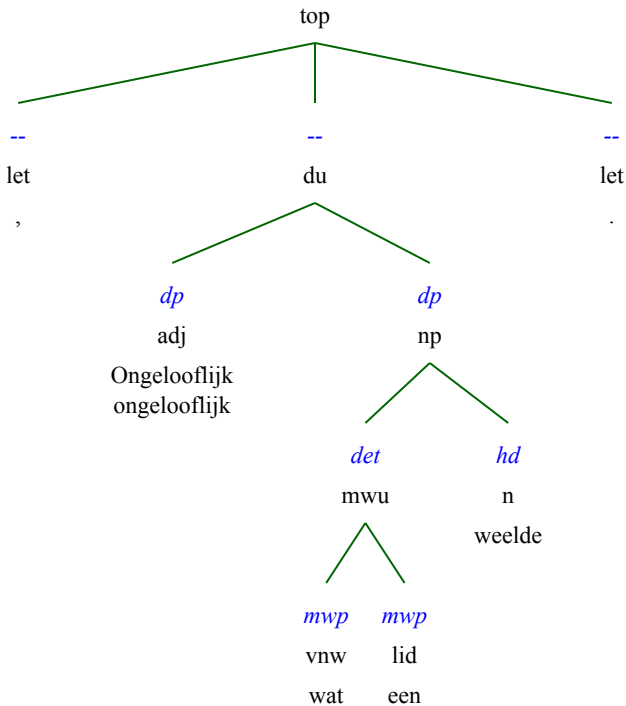 top
-- -- --
let du let
, .
dp dp
adj np
Ongelooflijk
ongelooflijk
det hd
mwu n
weelde
mwp mwp
vnw lid
wat een